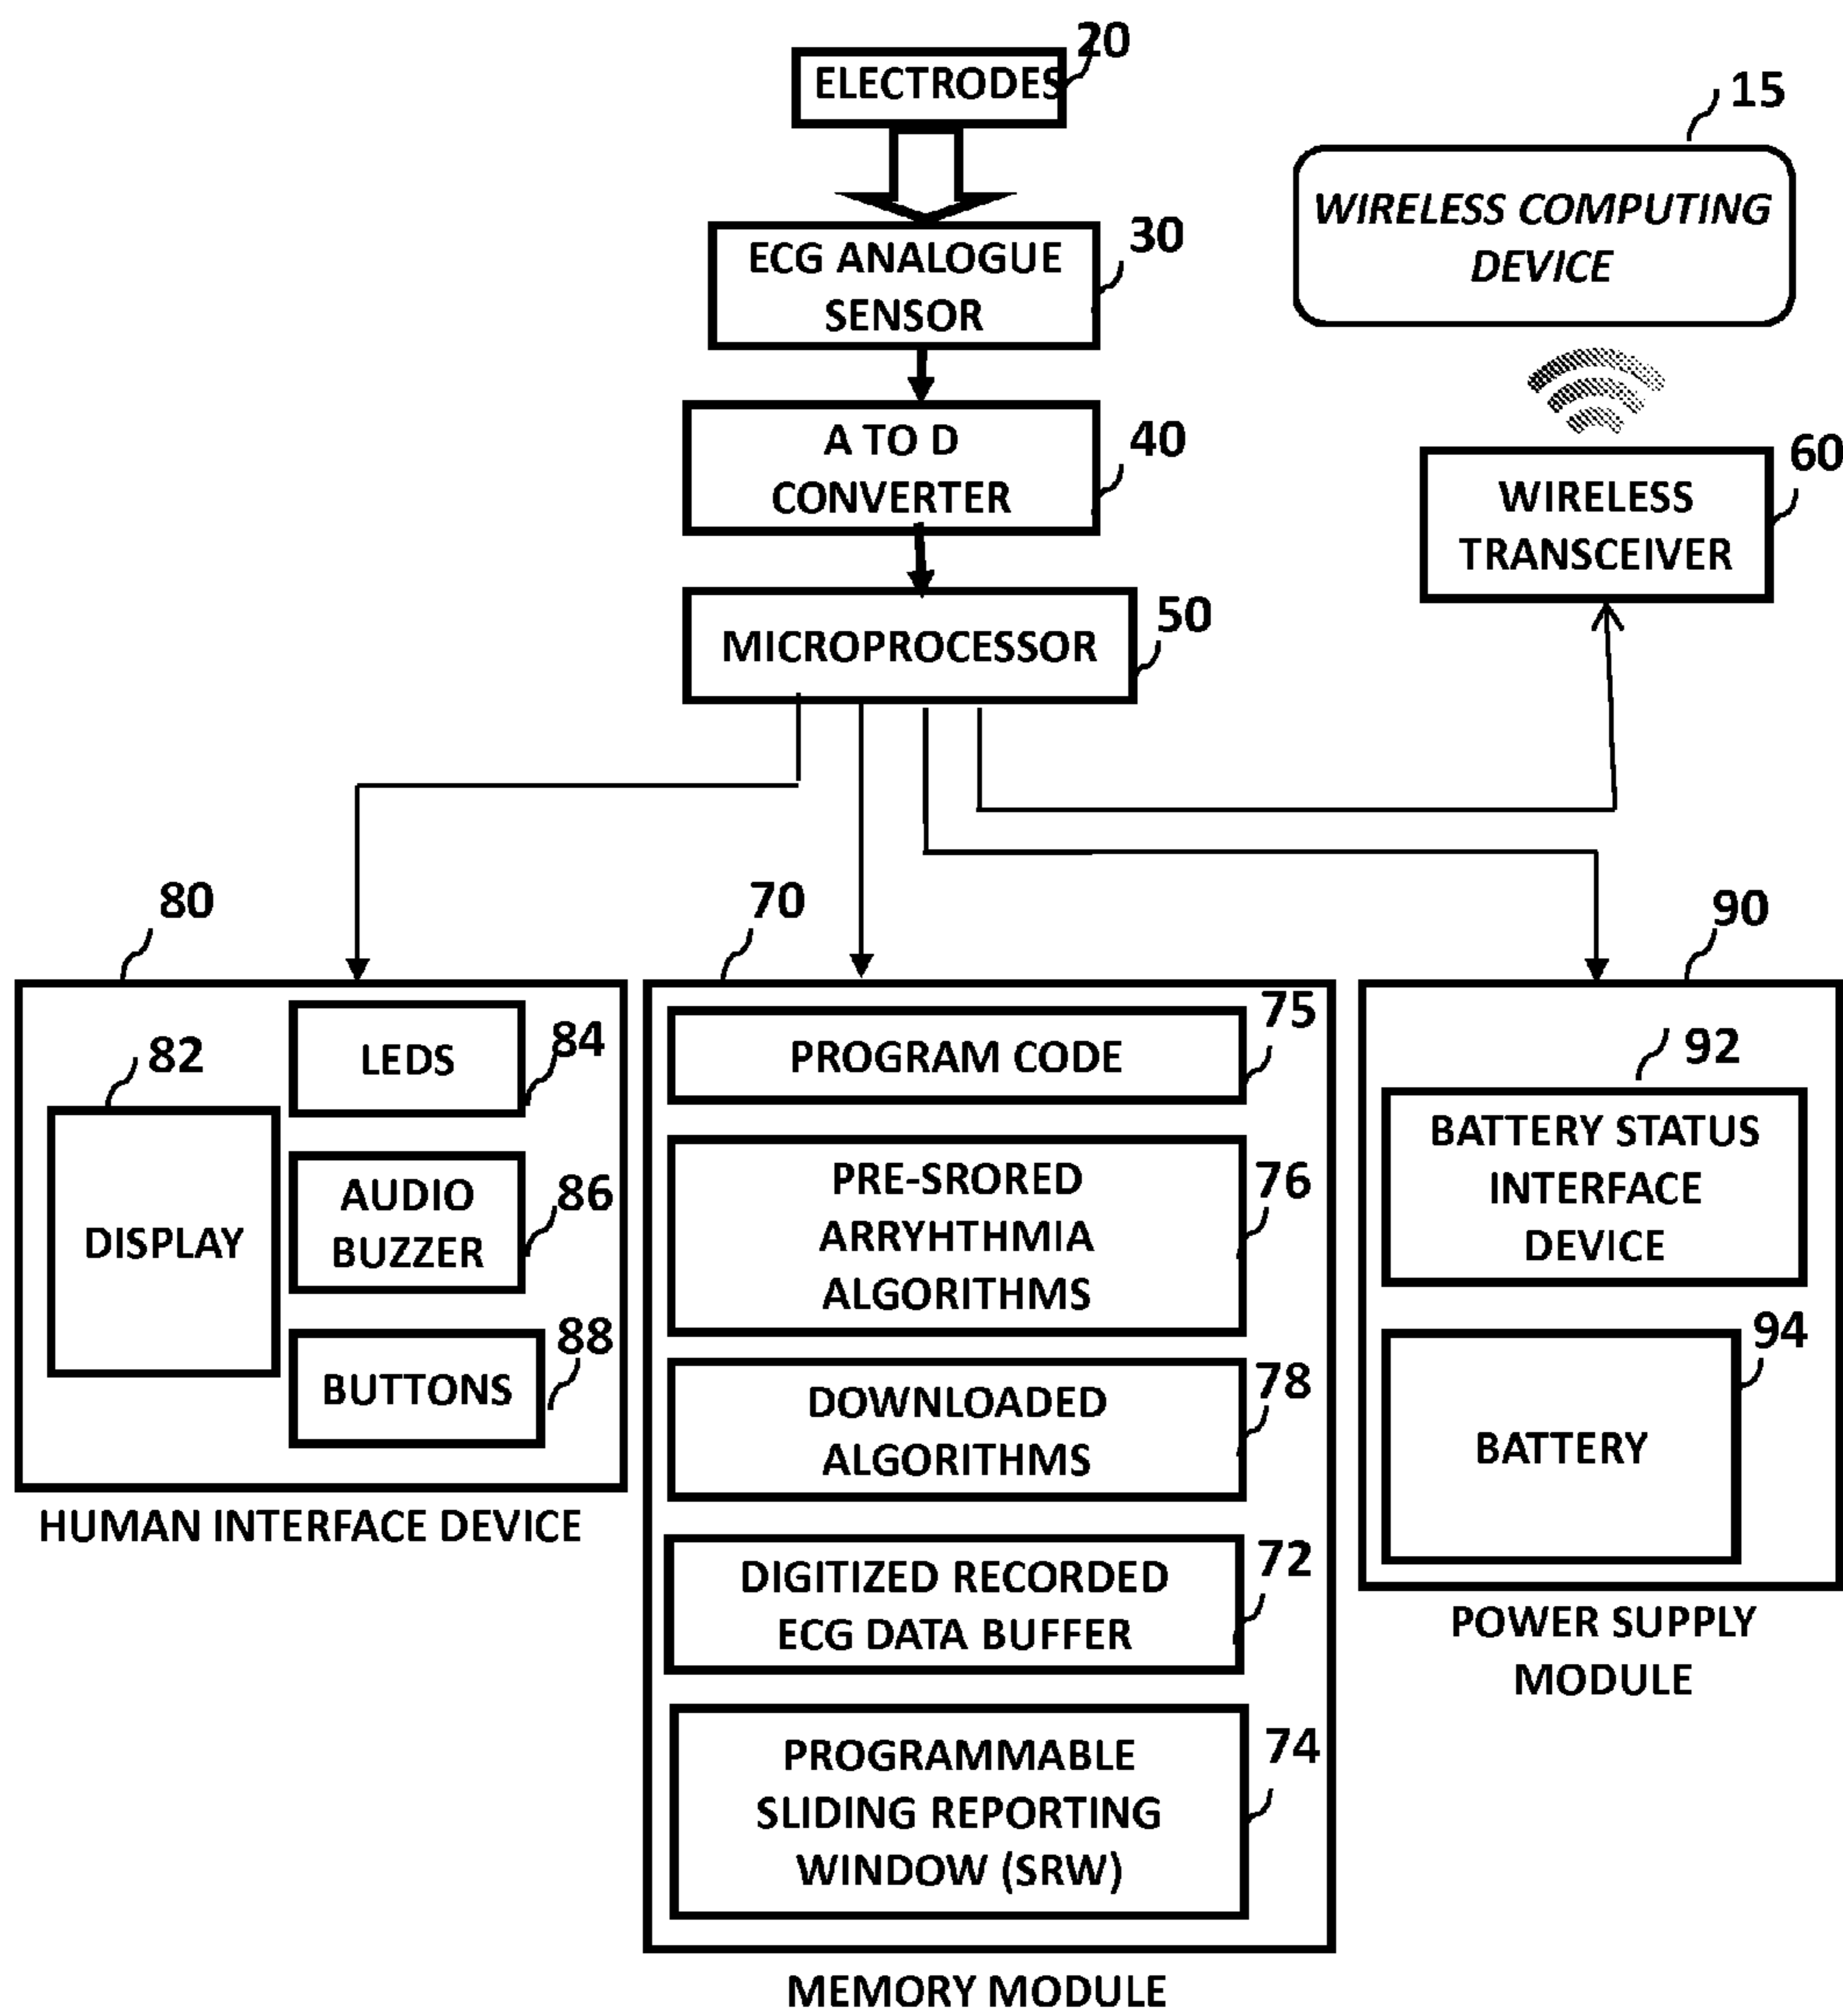 20
ELECTRODES
15
WIRELESS COMPUTING
DEVICE
30
ECG ANALOGUE
SENSOR
40
A TO D
CONVERTER
60
WIRELESS
TRANSCEIVER
50
MICROPROCESSOR
80
82
DISPLAY
LEDS
84
AUDIO
BUZZER
86
BUTTONS
88
HUMAN INTERFACE DEVICE
70
PROGRAM CODE
75
PRE-SRORED
ARRYHTHMIA
ALGORITHMS
76
DOWNLOADED
ALGORITHMS
78
DIGITIZED RECORDED
ECG DATA BUFFER
72
PROGRAMMABLE
SLIDING REPORTING
WINDOW (SRW)
74
MEMORY MODULE
90
92
BATTERY STATUS
INTERFACE
DEVICE
94
BATTERY
POWER SUPPLY
MODULE